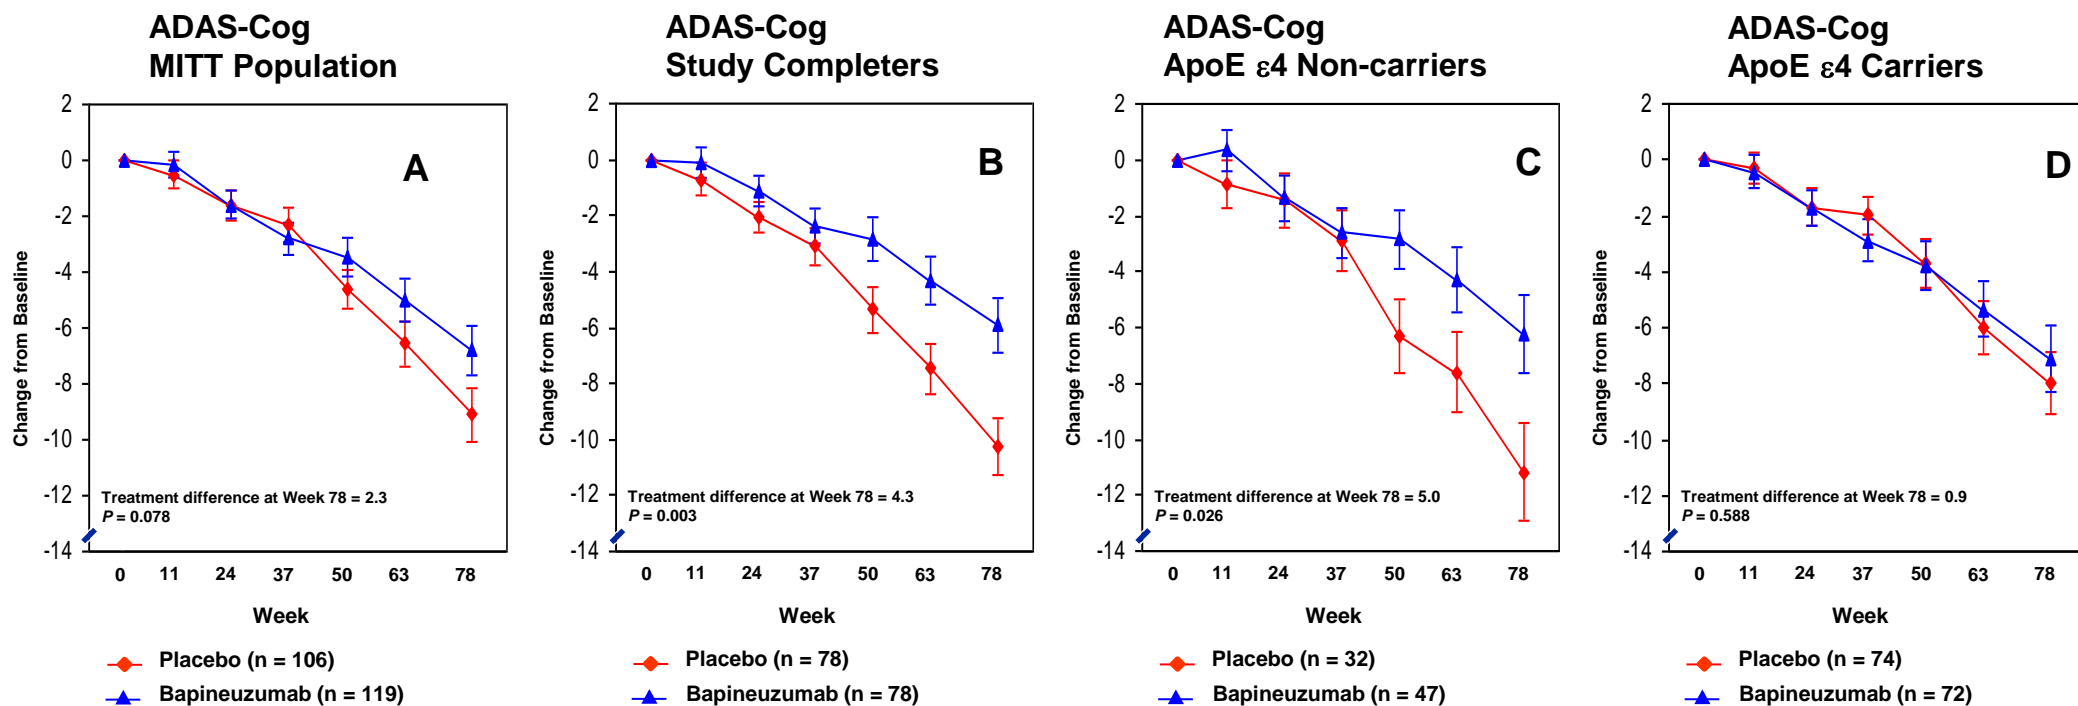 ADAS-Cog
MITT Population
2
0
-2
-4
-6
-8
-10
-12
-14
Change from Baseline
A
Treatment difference at Week 78 = 2.3
P = 0.078
0 11 24 37 50 63 78
Week
Placebo (n = 106)
Bapineuzumab (n = 119)
ADAS-Cog
Study Completers
2
0
-2
-4
-6
-8
-10
-12
-14
Change from Baseline
B
Treatment difference at Week 78 = 4.3
P = 0.003
0 11 24 37 50 63 78
Week
Placebo (n = 78)
Bapineuzumab (n = 78)
ADAS-Cog
ApoE ε4 Non-carriers
2
0
-2
-4
-6
-8
-10
-12
-14
Change from Baseline
C
Treatment difference at Week 78 = 5.0
P = 0.026
0 11 24 37 50 63 78
Week
Placebo (n = 32)
Bapineuzumab (n = 47)
ADAS-Cog
ApoE ε4 Carriers
2
0
-2
-4
-6
-8
-10
-12
-14
Change from Baseline
D
Treatment difference at Week 78 = 0.9
P = 0.588
0 11 24 37 50 63 78
Week
Placebo (n = 74)
Bapineuzumab (n = 72)